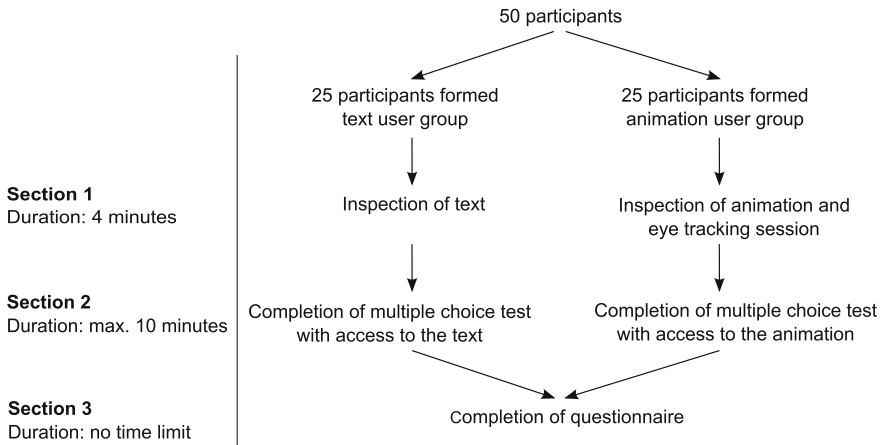 50 participants
25 participants formed
text user group
25 participants formed
animation user group
Section 1
Duration: 4 minutes
Inspection of text
Inspection of animation and
eye tracking session
Section 2
Duration: max. 10 minutes
Completion of multiple choice test
with access to the text
Completion of multiple choice test
with access to the animation
Section 3
Duration: no time limit
Completion of questionnaire